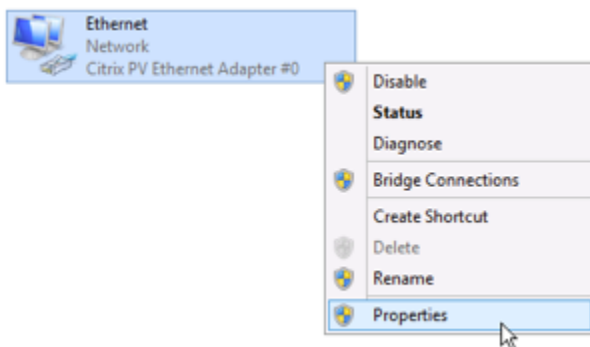 Ethernet
Network
Citrix PV Ethernet Adapter #0
Disable
Status
Diagnose
Bridge Connections
Create Shortcut
Delete
Rename
Properties